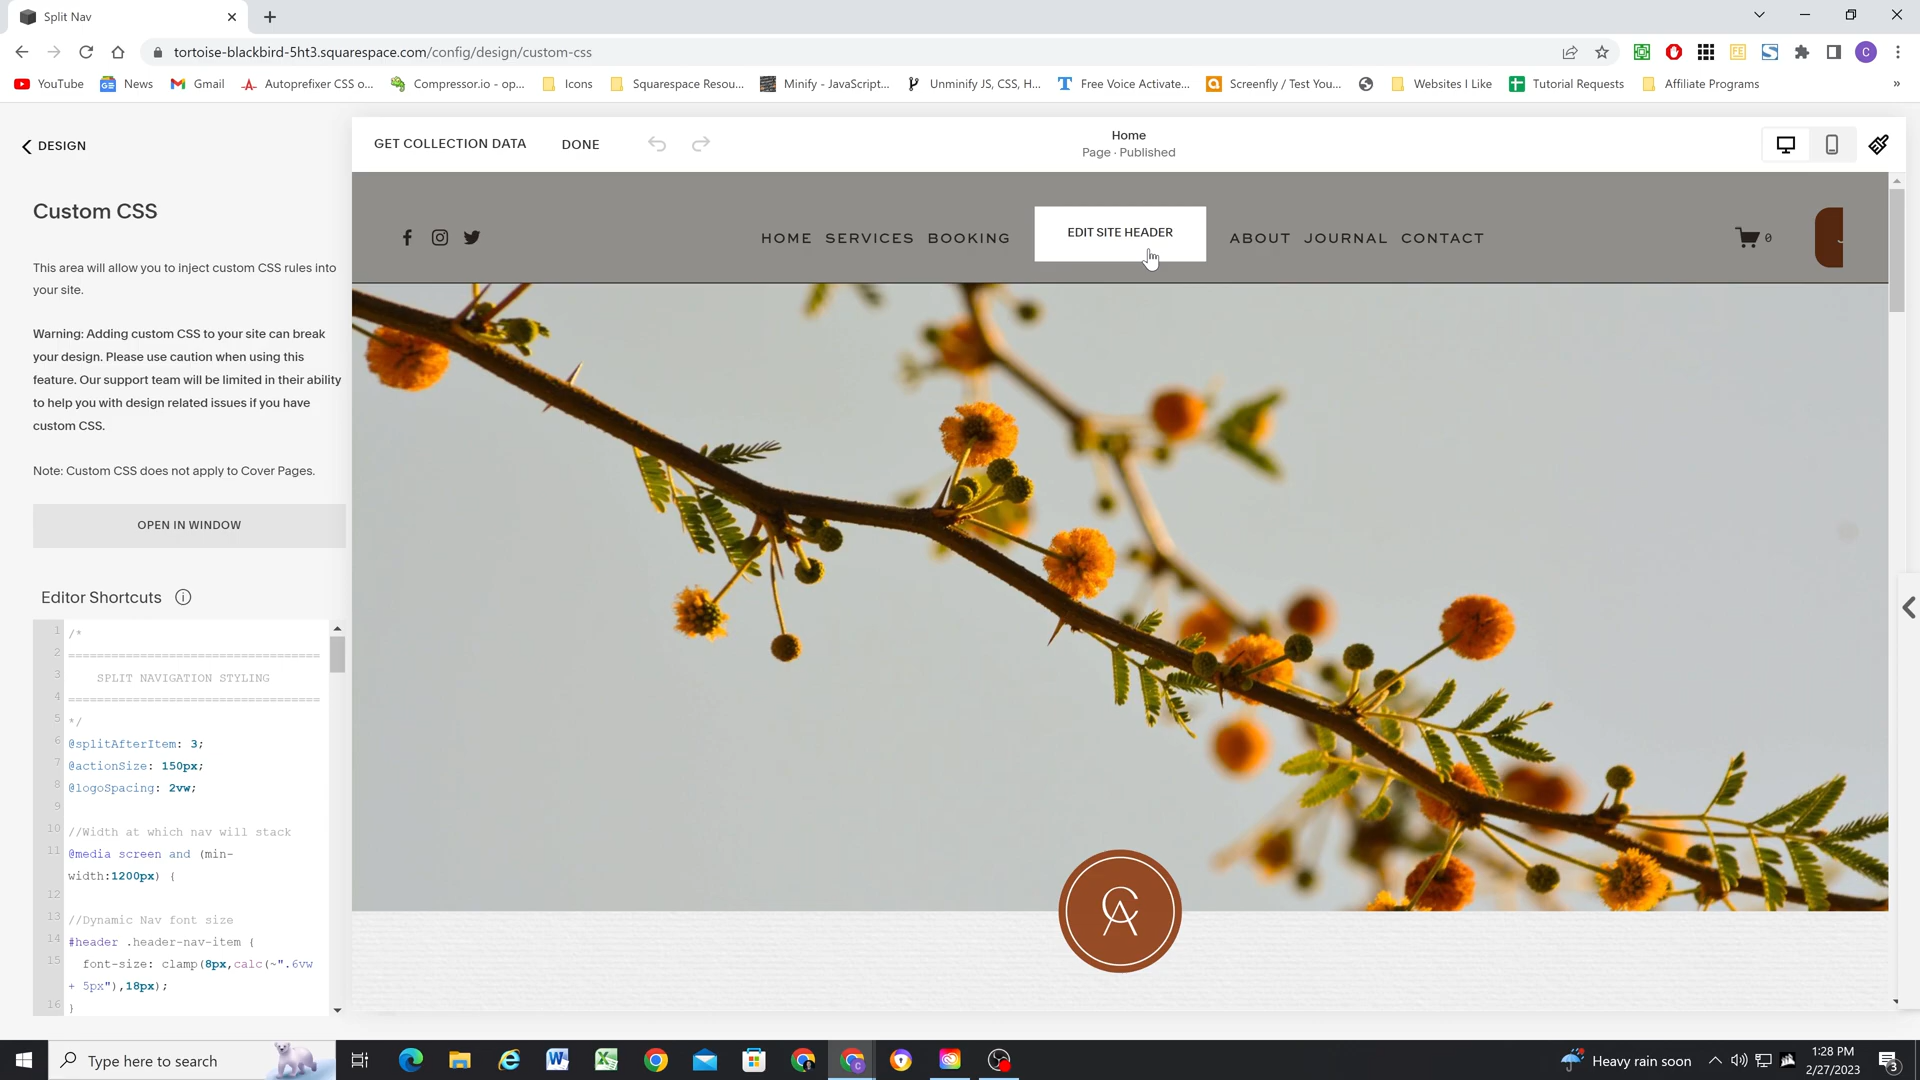 Split Nav
tortoise-blackbird-5ht3.squarespace.com/config/design/custom-css
YouTube
News
Gmail
Autoprefixer CSS o...
Compressor.io - op...
Icons
Squarespace Resou...
Minify - JavaScript...
Unminify JS, CSS, H...
Free Voice Activate...
Screenfly / Test You...
Websites I Like
Tutorial Requests
Affiliate Programs
DESIGN
GET COLLECTION DATA
DONE
Home
Page · Published
Custom CSS
This area will allow you to inject custom CSS rules into
your site.
Warning: Adding custom CSS to your site can break
your design. Please use caution when using this
feature. Our support team will be limited in their ability
to help you with design related issues if you have
custom CSS.
Note: Custom CSS does not apply to Cover Pages.
OPEN IN WINDOW
Editor Shortcuts
1 /*
2 ===================================
3 SPLIT NAVIGATION STYLING
4 ===================================
5 */
6 @splitAfterItem: 3;
7 @actionSize: 150px;
8 @logoSpacing: 2vw;
9
10 //Width at which nav will stack
11 @media screen and (min-
width:1200px) {
12
13 //Dynamic Nav font size
14 #header .header-nav-item {
15 font-size: clamp(8px,calc(~".6vw
+ 5px"),18px);
16 }
HOME SERVICES BOOKING
EDIT SITE HEADER
ABOUT JOURNAL CONTACT
0
CA
Type here to search
Heavy rain soon
1:28 PM
2/27/2023
3